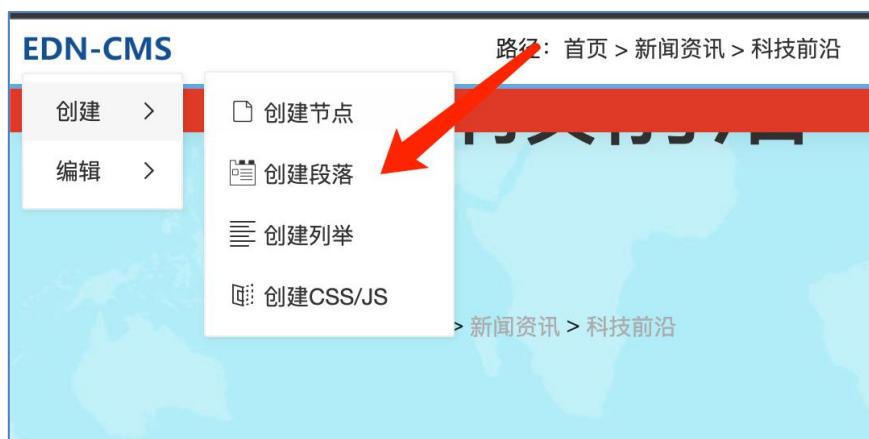 EDN-CMS
路径：首页 > 新闻资讯 > 科技前沿
创建 >
编辑 >
创建节点
创建段落
创建列举
创建CSS/JS
> 新闻资讯 > 科技前沿